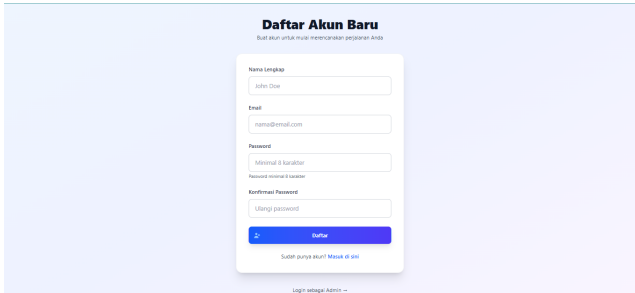 Daftar Akun Baru
Buat akun untuk mulai merencanakan perjalanan Anda
Nama Lengkap
John Doe
Email
nama@email.com
Password
Minimal 8 karakter
Password minimal 8 karakter
Konfirmasi Password
Ulangi password
Daftar
Sudah punya akun? Masuk di sini
Login sebagai Admin →